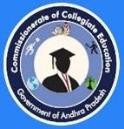 Commissionerate of Collegiate Education
Government of Andhra Pradesh